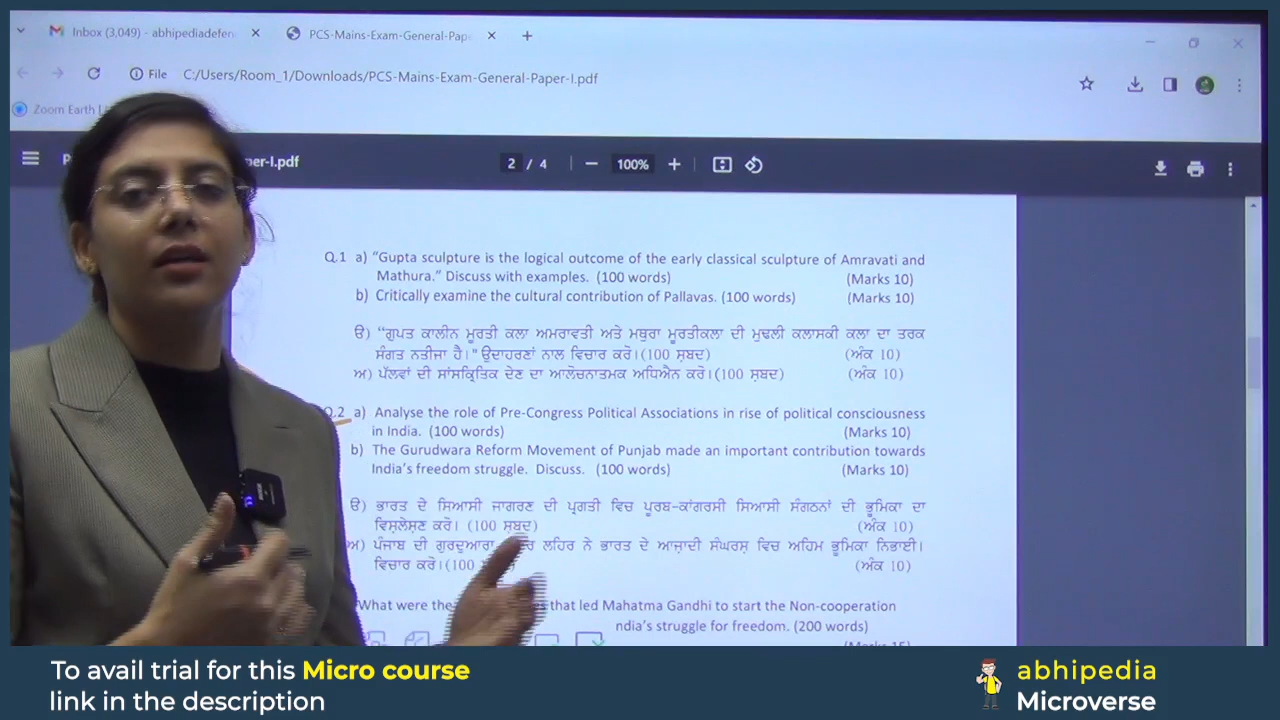 Inbox (3,049) - abhipediadefen
PCS-Mains-Exam-General-Pape
File C:/Users/Room_1/Downloads/PCS-Mains-Exam-General-Paper-I.pdf
Zoom Earth
per-I.pdf 2 / 4 100%
Q.1 a) “Gupta sculpture is the logical outcome of the early classical sculpture of Amravati and
Mathura.” Discuss with examples. (100 words) (Marks 10)
b) Critically examine the cultural contribution of Pallavas. (100 words) (Marks 10)
ੳ) “ਗੁਪਤ ਕਾਲੀਨ ਮੂਰਤੀ ਕਲਾ ਅਮਰਾਵਤੀ ਅਤੇ ਮਥੁਰਾ ਮੂਰਤੀਕਲਾ ਦੀ ਮੁਢਲੀ ਕਲਾਸਕੀ ਕਲਾ ਦਾ ਤਰਕ
ਸੰਗਤ ਨਤੀਜਾ ਹੈ।” ਉਦਾਹਰਣਾਂ ਨਾਲ ਵਿਚਾਰ ਕਰੋ।(100 ਸ਼ਬਦ) (ਅੰਕ 10)
ਅ) ਪੱਲਵਾਂ ਦੀ ਸਾਂਸਕ੍ਰਿਤਿਕ ਦੇਣ ਦਾ ਆਲੋਚਨਾਤਮਕ ਅਧਿਐਨ ਕਰੋ।(100 ਸ਼ਬਦ) (ਅੰਕ 10)
Q.2 a) Analyse the role of Pre-Congress Political Associations in rise of political consciousness
in India. (100 words) (Marks 10)
b) The Gurudwara Reform Movement of Punjab made an important contribution towards
India’s freedom struggle. Discuss. (100 words) (Marks 10)
ੳ) ਭਾਰਤ ਦੇ ਸਿਆਸੀ ਜਾਗਰਣ ਦੀ ਪ੍ਰਗਤੀ ਵਿਚ ਪੂਰਬ-ਕਾਂਗਰਸੀ ਸਿਆਸੀ ਸੰਗਠਨਾਂ ਦੀ ਭੂਮਿਕਾ ਦਾ
ਵਿਸ਼ਲੇਸ਼ਣ ਕਰੋ। (100 ਸ਼ਬਦ) (ਅੰਕ 10)
ਅ) ਪੰਜਾਬ ਦੀ ਗੁਰਦੁਆਰਾ ਲਹਿਰ ਨੇ ਭਾਰਤ ਦੇ ਆਜ਼ਾਦੀ ਸੰਘਰਸ਼ ਵਿਚ ਅਹਿਮ ਭੂਮਿਕਾ ਨਿਭਾਈ।
ਵਿਚਾਰ ਕਰੋ।(100 (ਅੰਕ 10)
What were the that led Mahatma Gandhi to start the Non-cooperation
ndia’s struggle for freedom. (200 words)
To avail trial for this Micro course
link in the description
abhipedia
Microverse